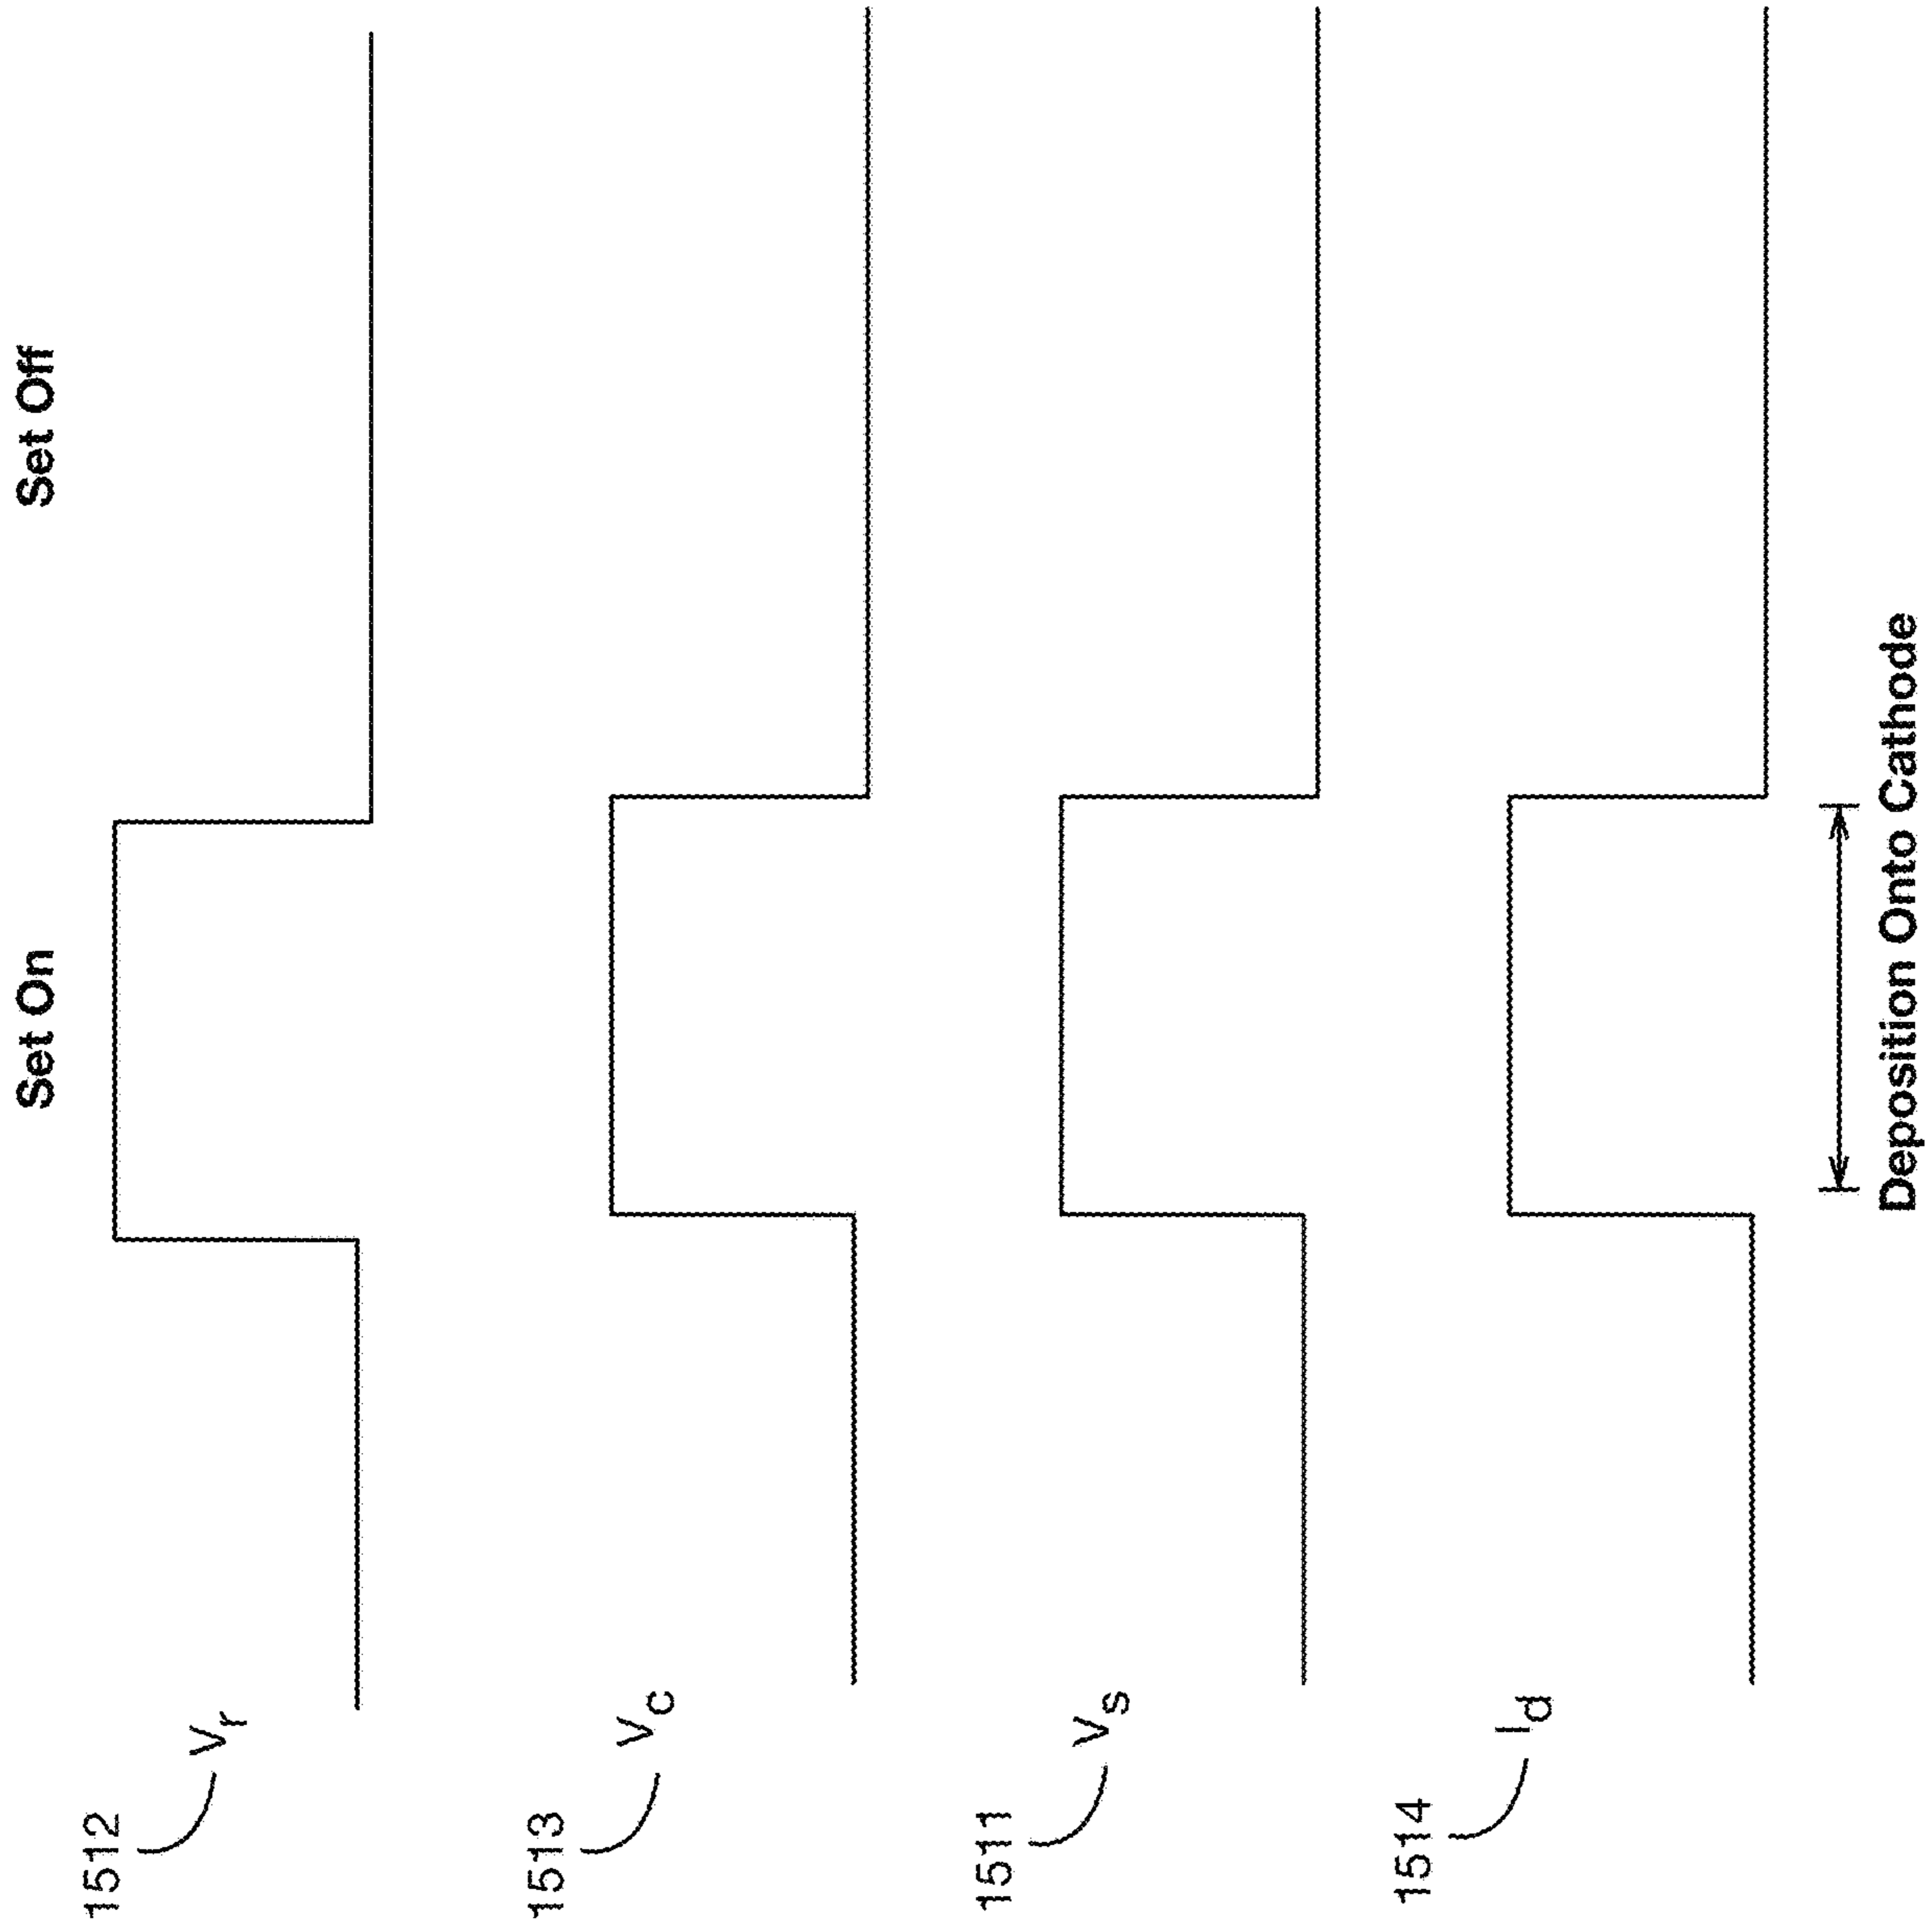 Set On
Set Off
1512
Vr
1513
Vc
1511
Vs
1514
Id
Deposition Onto Cathode